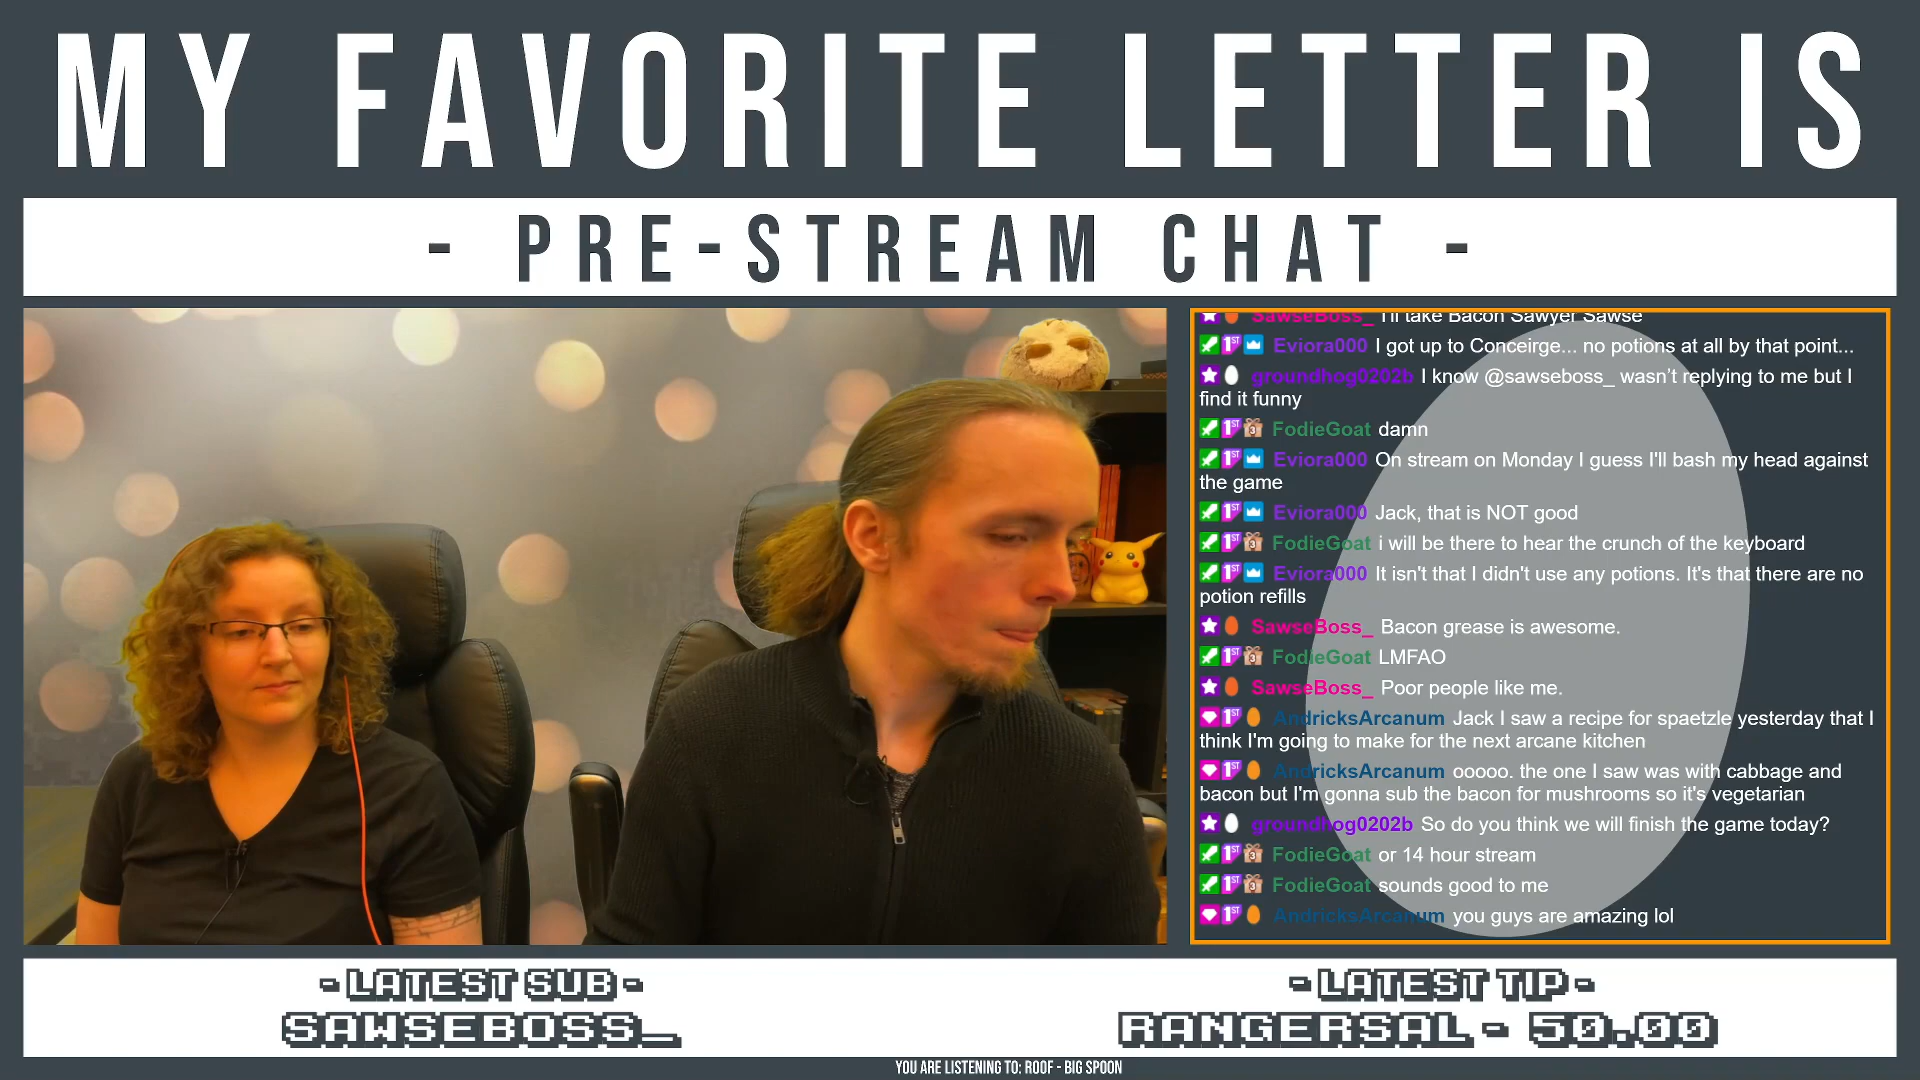 MY FAVORITE LETTER IS
- PRE-STREAM CHAT -
SawseBoss_ I'll take Bacon Sawyer Sawse
Eviora000 I got up to Conceirge... no potions at all by that point...
groundhog0202b I know @sawseboss_ wasn't replying to me but I
find it funny
FodieGoat damn
Eviora000 On stream on Monday I guess I'll bash my head against
the game
Eviora000 Jack, that is NOT good
FodieGoat i will be there to hear the crunch of the keyboard
Eviora000 It isn't that I didn't use any potions. It's that there are no
potion refills
SawseBoss_ Bacon grease is awesome.
FodieGoat LMFAO
SawseBoss_ Poor people like me.
AndricksArcanum Jack I saw a recipe for spaetzle yesterday that I
think I'm going to make for the next arcane kitchen
AndricksArcanum ooooo. the one I saw was with cabbage and
bacon but I'm gonna sub the bacon for mushrooms so it's vegetarian
groundhog0202b So do you think we will finish the game today?
FodieGoat or 14 hour stream
FodieGoat sounds good to me
AndricksArcanum you guys are amazing lol
- LATEST SUB -
SAWSEBOSS_
- LATEST TIP -
RANGERSAL - 50.00
YOU ARE LISTENING TO: ROOF - BIG SPOON